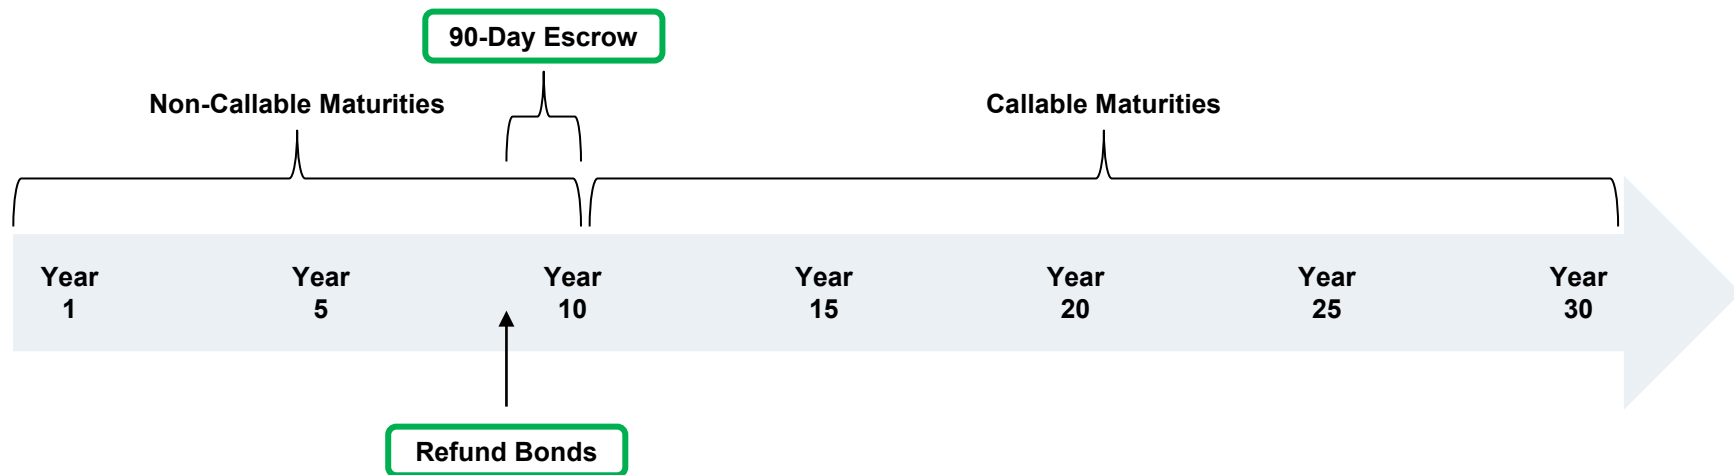 90-Day Escrow
Non-Callable Maturities
Callable Maturities
Year
1
Year
5
Year
10
Year
15
Year
20
Year
25
Year
30
Refund Bonds